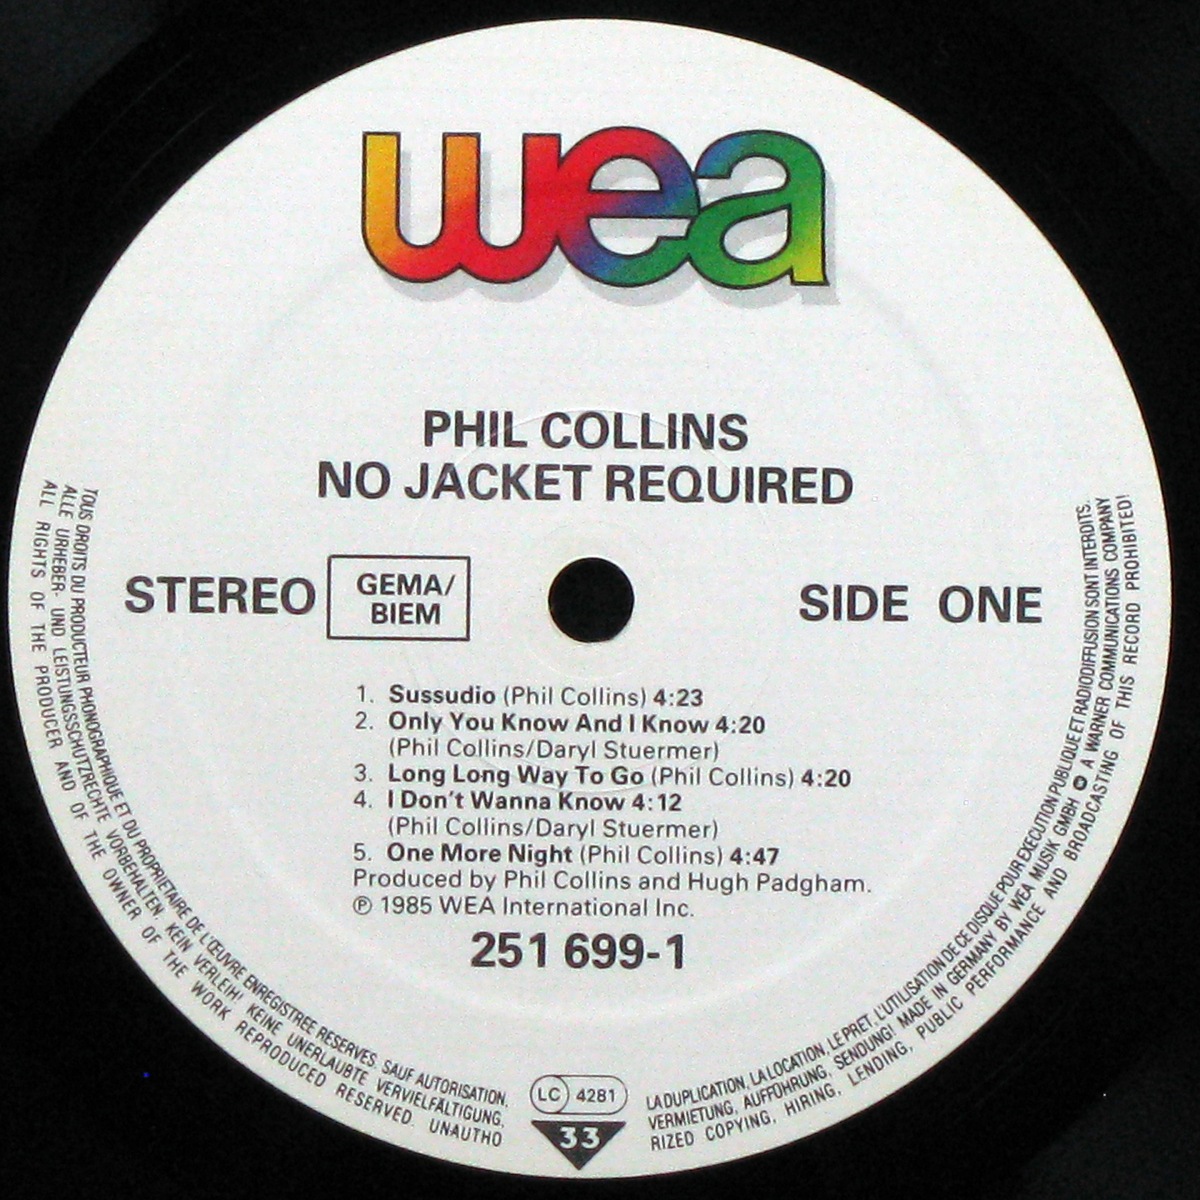 wea
PHIL COLLINS
NO JACKET REQUIRED
STEREO
GEMA/
BIEM
SIDE ONE
1. Sussudio (Phil Collins) 4:23
2. Only You Know And I Know 4:20
(Phil Collins/Daryl Stuermer)
3. Long Long Way To Go (Phil Collins) 4:20
4. I Don't Wanna Know 4:12
(Phil Collins/Daryl Stuermer)
5. One More Night (Phil Collins) 4:47
Produced by Phil Collins and Hugh Padgham.
℗ 1985 WEA International Inc.
251 699-1
LC 4281
33
TOUS DROITS DU PRODUCTEUR PHONOGRAPHIQUE ET DU PROPRIETAIRE DE L'ŒUVRE ENREGISTREE RESERVES. SAUF AUTORISATION, LA DUPLICATION, LA LOCATION, LE PRET, L'UTILISATION DE CE DISQUE POUR EXECUTION PUBLIQUE ET RADIODIFFUSION SONT INTERDITS.
ALLE URHEBER- UND LEISTUNGSSCHUTZRECHTE VORBEHALTEN. KEIN VERLEIH! KEINE UNERLAUBTE VERVIELFÄLTIGUNG, VERMIETUNG, AUFFÜHRUNG, SENDUNG! MADE IN GERMANY BY WEA MUSIK GMBH A WARNER COMMUNICATIONS COMPANY
ALL RIGHTS OF THE PRODUCER AND OF THE OWNER OF THE WORK REPRODUCED RESERVED. UNAUTHORIZED COPYING, HIRING, LENDING, PUBLIC PERFORMANCE AND BROADCASTING OF THIS RECORD PROHIBITED!